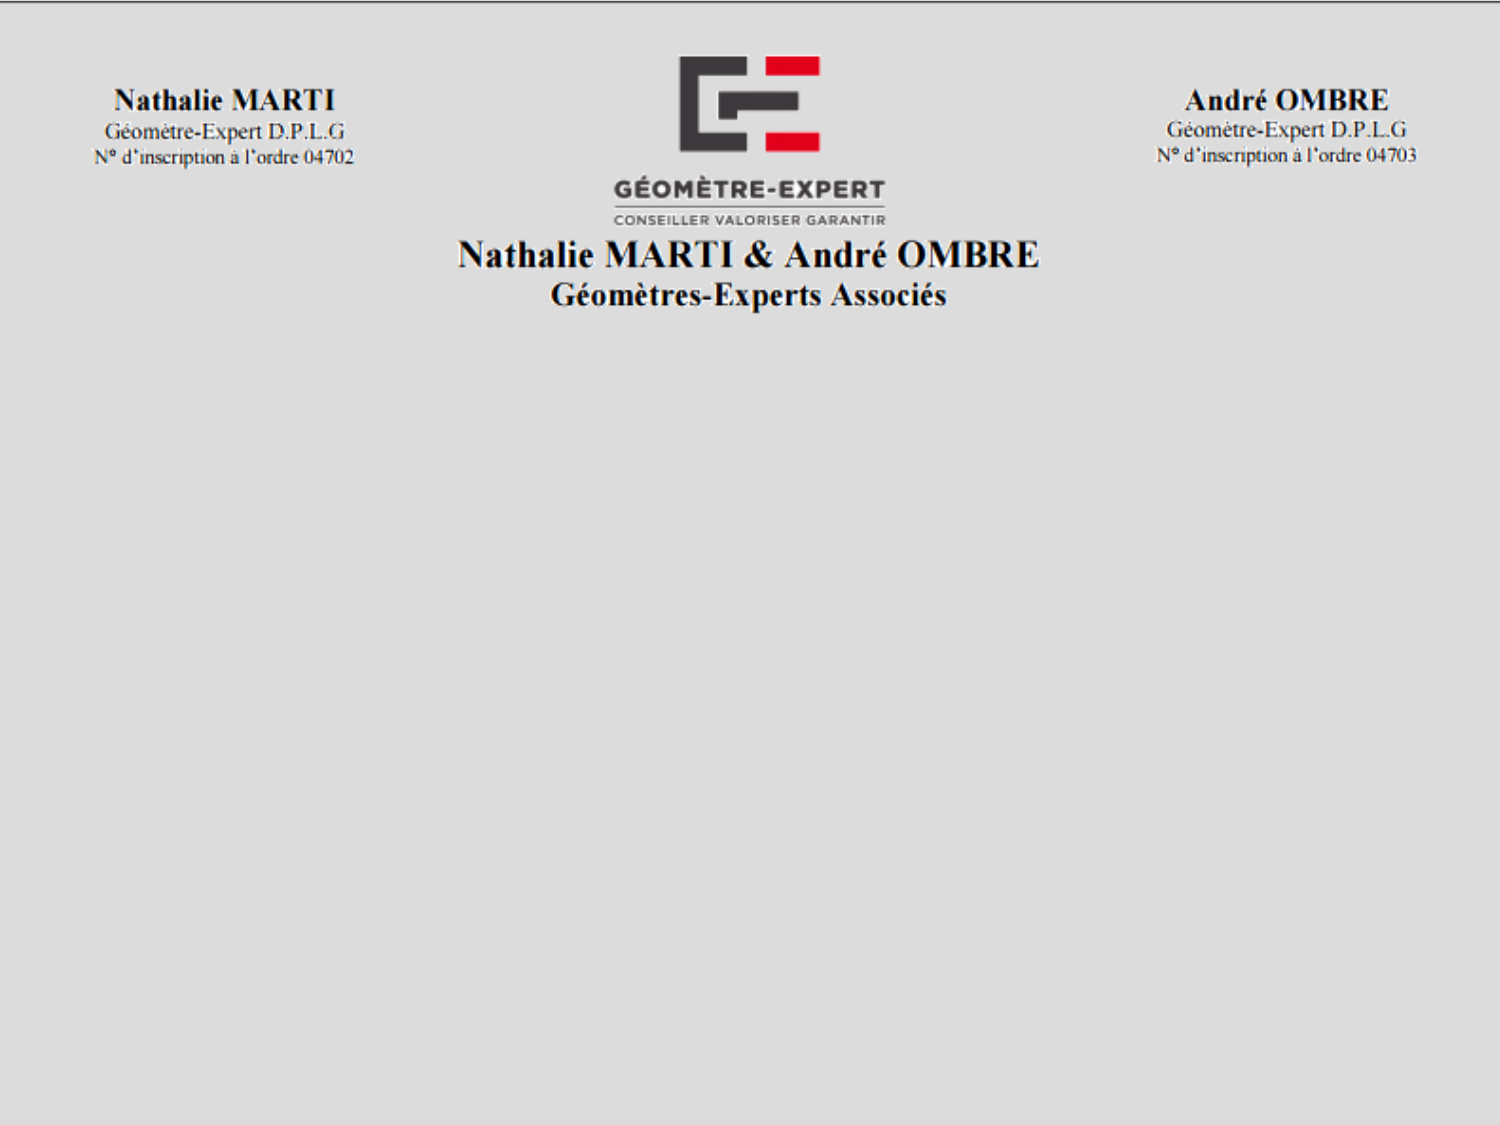 Nathalie MARTI
Géomètre-Expert D.P.L.G
N° d'inscription à l'ordre 04702
GE
GÉOMÈTRE-EXPERT
CONSEILLER VALORISER GARANTIR
André OMBRE
Géomètre-Expert D.P.L.G
N° d'inscription à l'ordre 04703
Nathalie MARTI & André OMBRE
Géomètres-Experts Associés